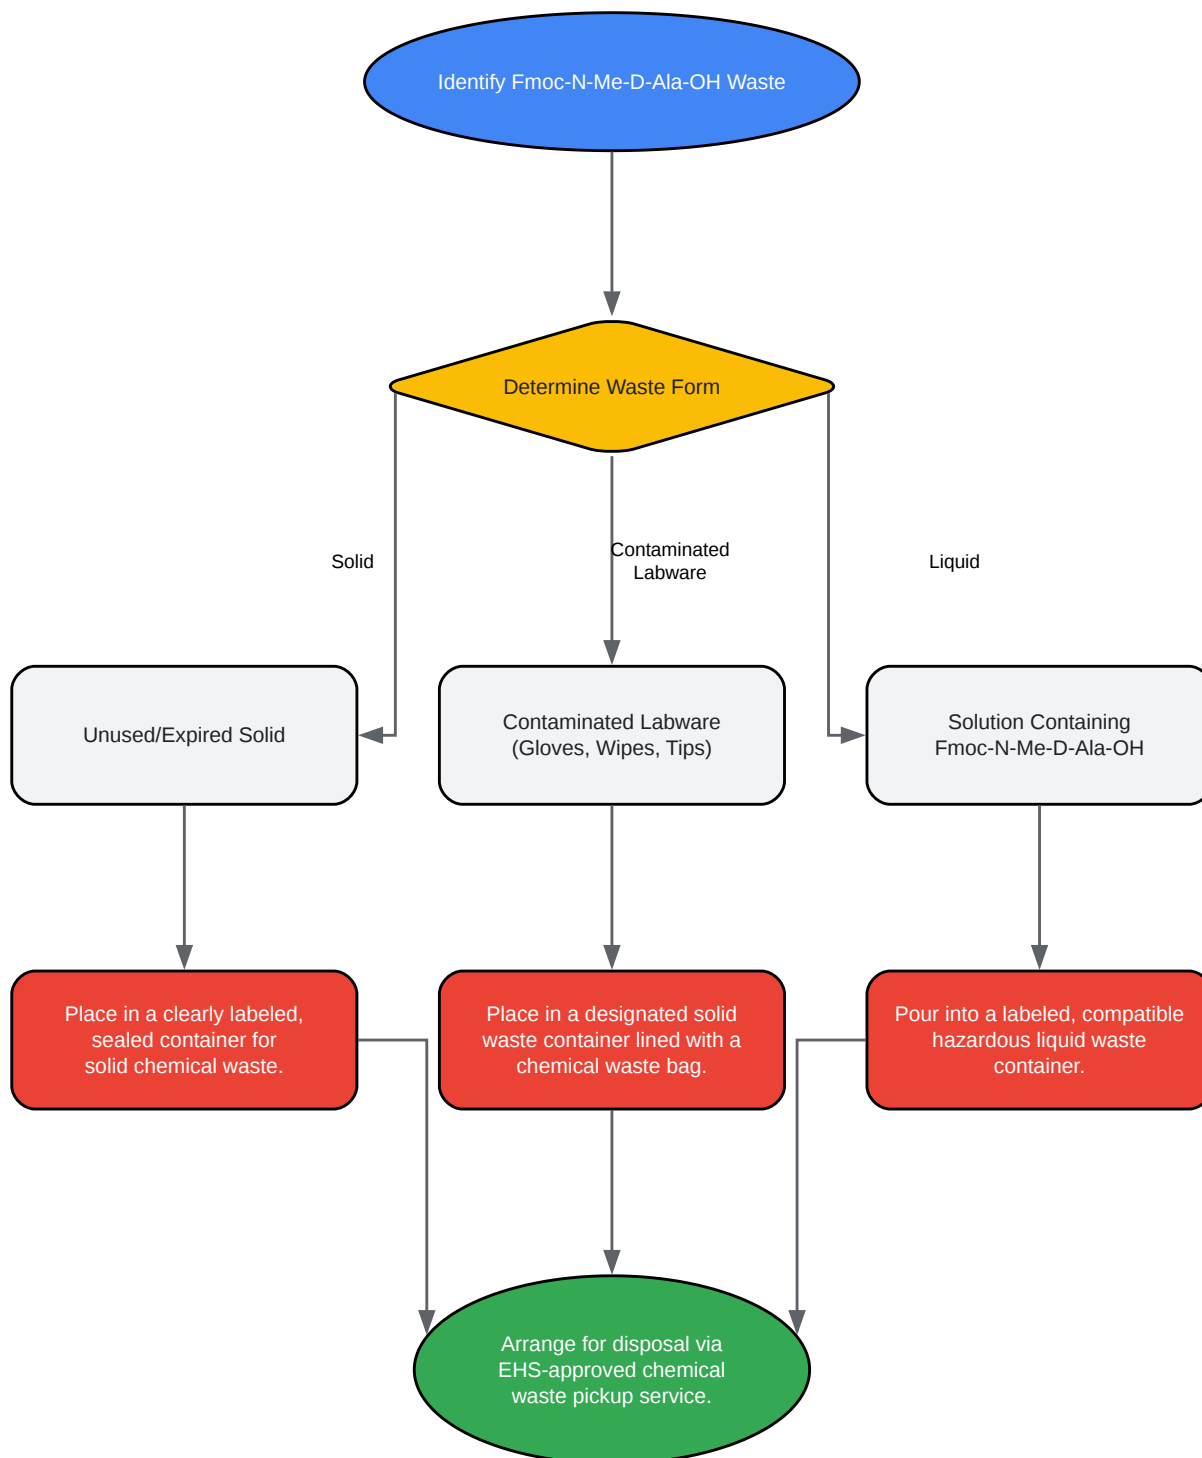 Identify Fmoc-N-Me-D-Ala-OH Waste
Determine Waste Form
Solid
Contaminated
Labware
Liquid
Unused/Expired Solid
Contaminated Labware
(Gloves, Wipes, Tips)
Solution Containing
Fmoc-N-Me-D-Ala-OH
Place in a clearly labeled,
sealed container for
solid chemical waste.
Place in a designated solid
waste container lined with a
chemical waste bag.
Pour into a labeled, compatible
hazardous liquid waste
container.
Arrange for disposal via
EHS-approved chemical
waste pickup service.